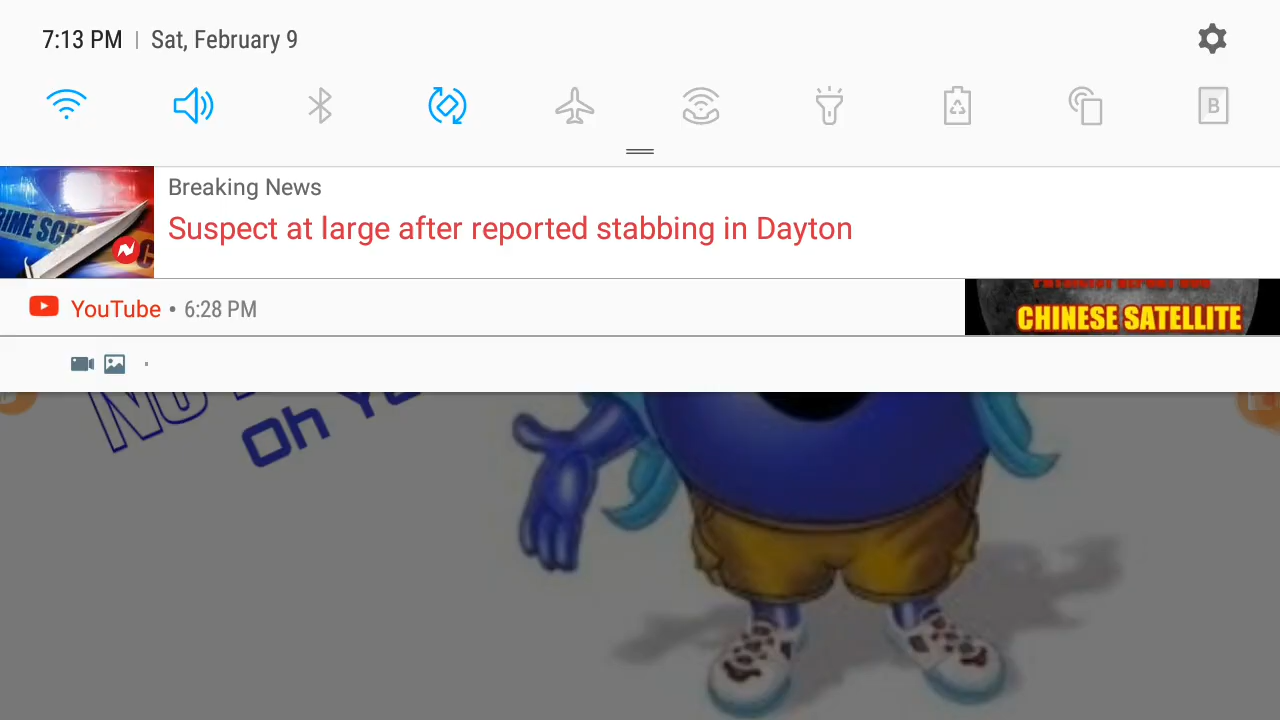 7:13 PM | Sat, February 9
B
Breaking News
Suspect at large after reported stabbing in Dayton
YouTube • 6:28 PM
CHINESE SATELLITE
Oh